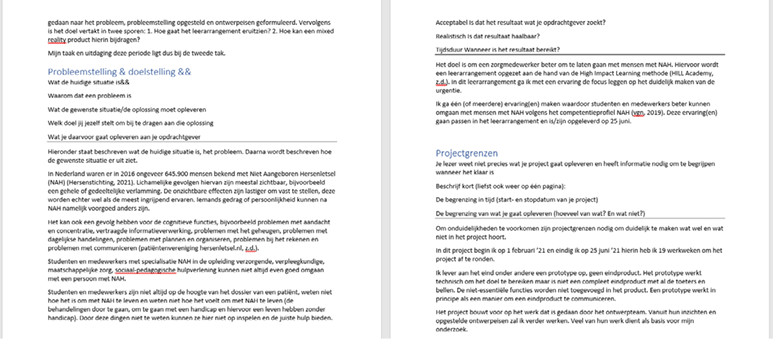 gedaan naar het probleem, probleemstelling opgesteld en ontwerpeisen geformuleerd. Vervolgens
is het doel vertakt in twee sporen: 1. Hoe gaat het leerarrangement eruitzien? 2. Hoe kan een mixed
reality product hierin bijdragen?
Mijn taak en uitdaging deze periode ligt dus bij de tweede tak.
Probleemstelling & doelstelling &&
Wat de huidige situatie is&&
Waarom dat een probleem is
Wat de gewenste situatie/de oplossing moet opleveren
Welk doel jij jezelf stelt om bij te dragen aan die oplossing
Wat je daarvoor gaat opleveren aan je opdrachtgever
Hieronder staat beschreven wat de huidige situatie is, het probleem. Daarna wordt beschreven hoe
de gewenste situatie er uit ziet.
In Nederland waren er in 2016 ongeveer 645.900 mensen bekend met Niet Aangeboren Hersenletsel
(NAH) (Hersenstichting, 2021). Lichamelijke gevolgen hiervan zijn meestal zichtbaar, bijvoorbeeld
een gehele of gedeeltelijke verlamming. De onzichtbare effecten zijn lastiger om vast te stellen, deze
worden echter wel als de meest ingrijpend ervaren. Iemands gedrag of persoonlijkheid kunnen na
NAH namelijk voorgoed anders zijn.
Het kan ook een gevolg hebben voor de cognitieve functies, bijvoorbeeld problemen met aandacht
en concentratie, vertraagde informatieverwerking, problemen met het geheugen, problemen met
dagelijkse handelingen, problemen met plannen en organiseren, problemen bij het rekenen en
problemen met communiceren (patiëntenvereniging hersenletsel.nl, z.d.).
Studenten en medewerkers met specialisatie NAH in de opleiding verzorgende, verpleegkundige,
maatschappelijke zorg, sociaal-pedagogische hulpverlening kunnen niet altijd even goed omgaan
met een persoon met NAH.
Studenten en medewerkers zijn niet altijd op de hoogte van het dossier van een patiënt, weten niet
hoe het is om met NAH te leven en weten niet hoe het voelt om met NAH te leven (de
behandelingen door te gaan, om te gaan met een handicap en hiervoor een leven hebben zonder
handicap). Door deze dingen niet te weten kunnen ze hier niet op inspelen en de juiste hulp bieden.
Acceptabel Is dat het resultaat wat je opdrachtgever zoekt?
Realistisch Is dat resultaat haalbaar?
Tijdsduur Wanneer is het resultaat bereikt?
Het doel is om een zorgmedewerker beter om te laten gaan met mensen met NAH. Hiervoor wordt
een leerarrangement opgezet aan de hand van de High Impact Learning methode (HILL Academy,
z.d.). In dit leerarrangement ga ik met een ervaring de focus leggen op het duidelijk maken van de
urgentie.
Ik ga één (of meerdere) ervaring(en) maken waardoor studenten en medewerkers beter kunnen
omgaan met mensen met NAH volgens het competentieprofiel NAH (vgn, 2019). Deze ervaring(en)
gaan passen in het leerarrangement en is/zijn opgeleverd op 25 juni.
Projectgrenzen
Je lezer weet niet precies wat je project gaat opleveren en heeft informatie nodig om te begrijpen
wanneer het klaar is
Beschrijf kort (liefst ook weer op één pagina):
De begrenzing in tijd (start- en stopdatum van je project)
De begrenzing van wat je gaat opleveren (hoeveel van wat? En wat niet?)
Om onduidelijkheden te voorkomen zijn projectgrenzen nodig om duidelijk te maken wat wel en wat
niet in het project hoort.
In dit project begin ik op 1 februari '21 en eindig ik op 25 juni '21 hierin heb ik 19 werkweken om het
project af te ronden.
Ik lever aan het eind onder andere een prototype op, geen eindproduct. Het prototype werkt
technisch om het doel te bereiken maar is niet een compleet eindproduct met al de toeters en
bellen. De niet-essentiële functies worden niet toegevoegd in het product. Een prototype werkt in
principe als een manier om een eindproduct te communiceren.
Het project bouwt voor op het werk dat is gedaan door het ontwerpteam. Vanuit hun inzichten en
opgestelde ontwerpeisen zal ik verder werken. Veel van hun werk dient als basis voor mijn
onderzoek.